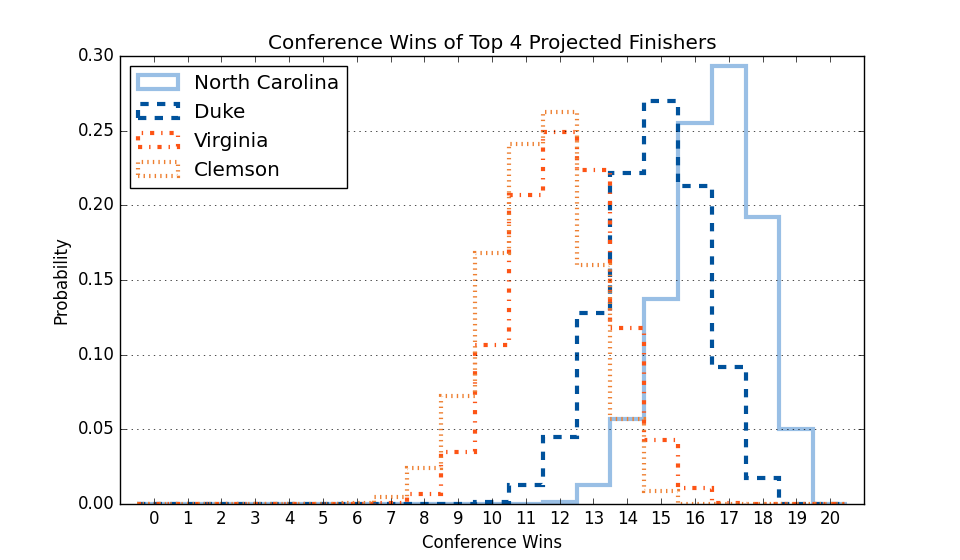 Conference Wins of Top 4 Projected Finishers
0.30
0.25
0.20
0.15
0.10
0.05
0.00
Probability
North Carolina
Duke
Virginia
Clemson
0 1 2 3 4 5 6 7 8 9 10 11 12 13 14 15 16 17 18 19 20
Conference Wins